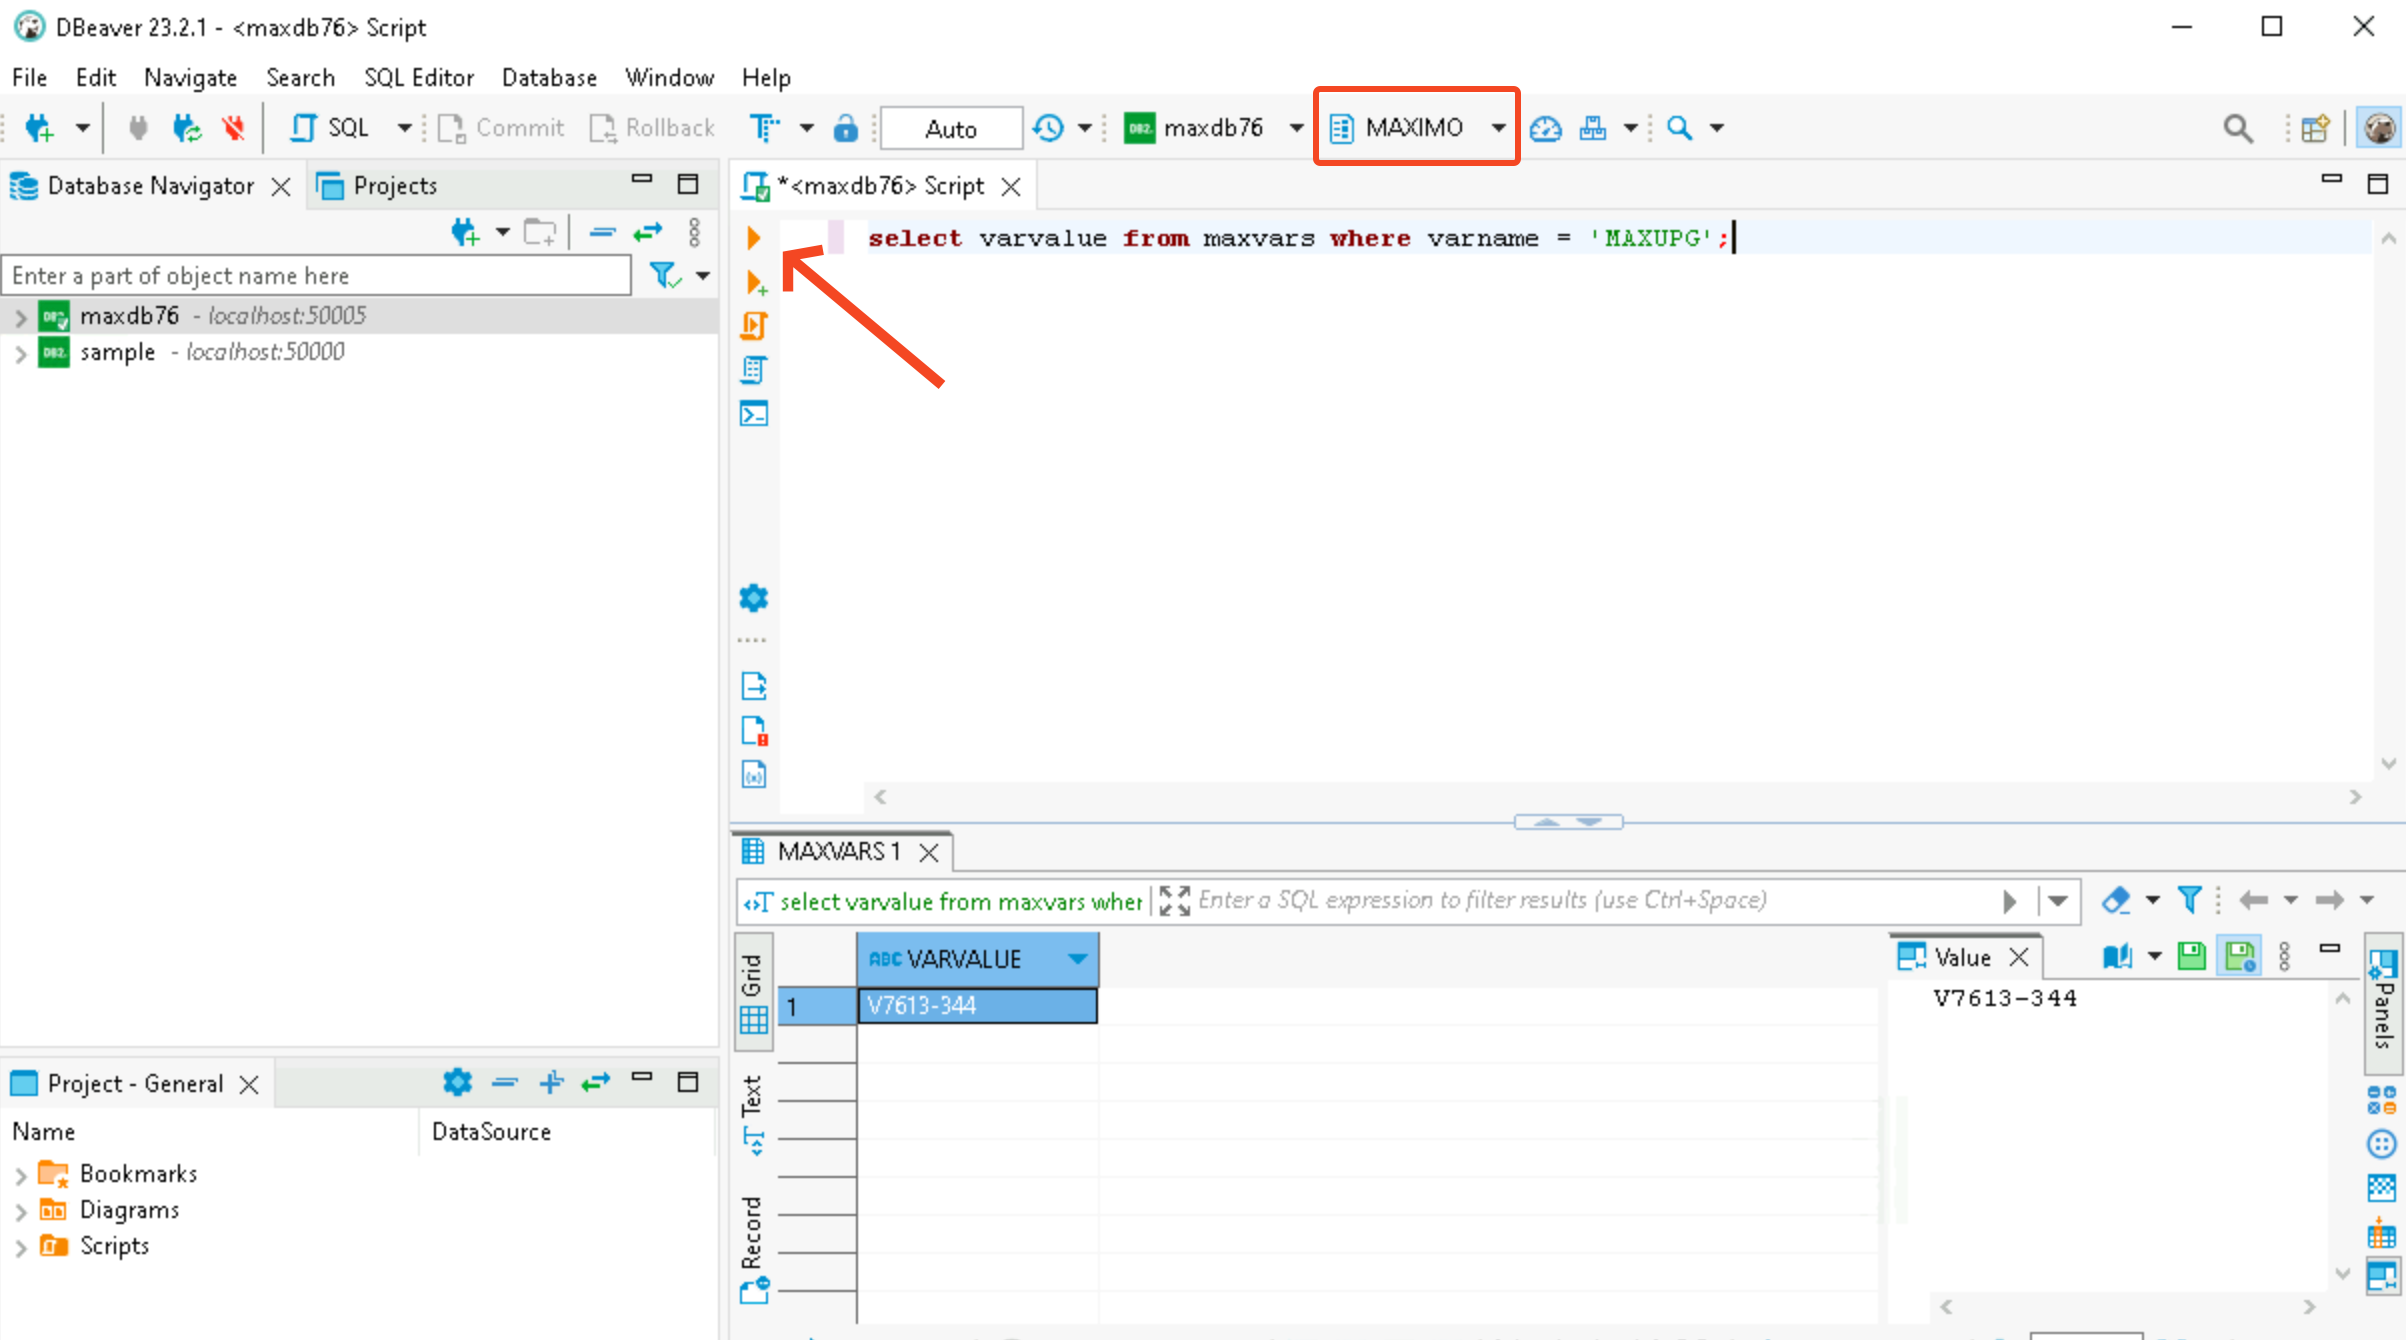 DBeaver 23.2.1 - <maxdb76> Script
File Edit Navigate Search SQL Editor Database Window Help
SQL Commit Rollback Auto maxdb76 MAXIMO
Database Navigator Projects
*<maxdb76> Script
select varvalue from maxvars where varname = 'MAXUPG';
Enter a part of object name here
maxdb76 - localhost:50005
sample - localhost:50000
MAXVARS 1
select varvalue from maxvars wher
Enter a SQL expression to filter results (use Ctrl+Space)
Grid
Text
Record
ABC VARVALUE
1 V7613-344
Value
V7613-344
Panels
Project - General
Name DataSource
Bookmarks
Diagrams
Scripts